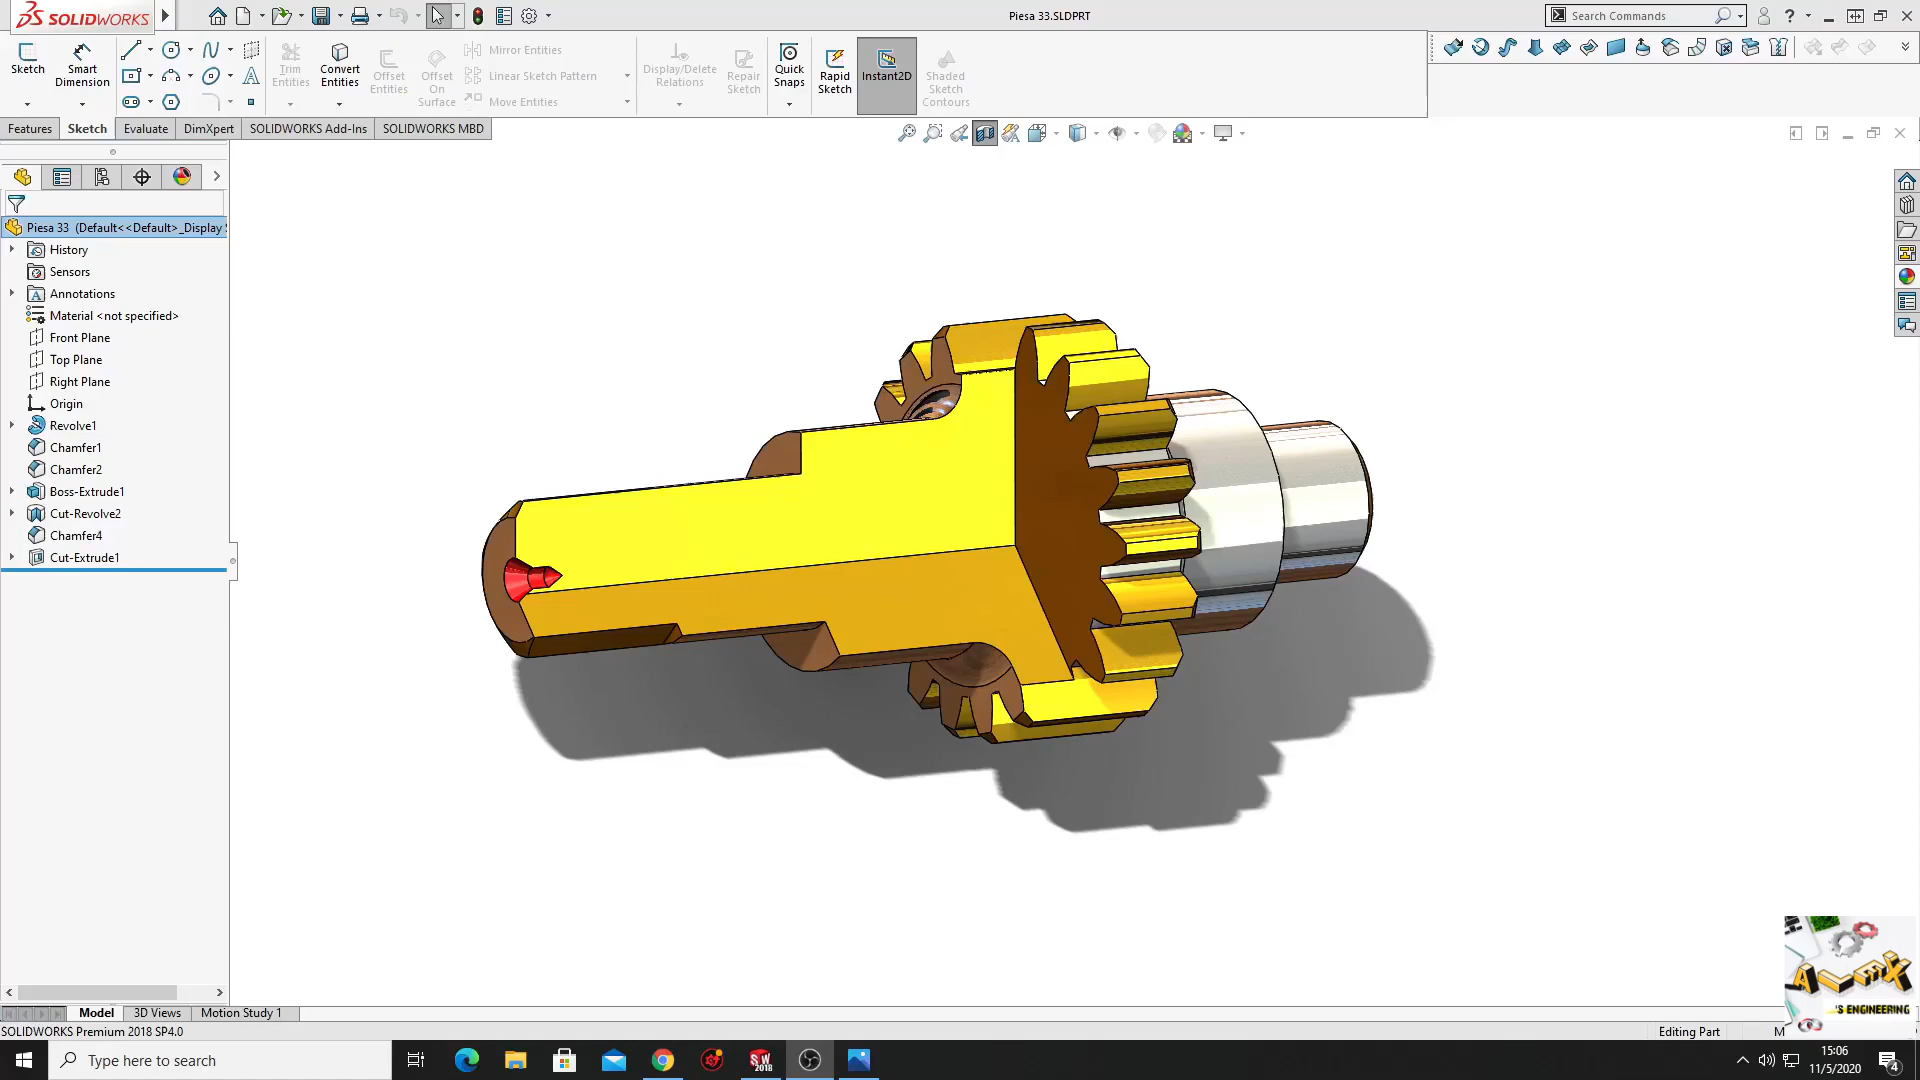 SOLIDWORKS
Piesa 33.SLDPRT
Search Commands
Sketch
Smart Dimension
Trim Entities
Convert Entities
Offset Entities
Offset On Surface
Mirror Entities
Linear Sketch Pattern
Move Entities
Display/Delete Relations
Repair Sketch
Quick Snaps
Rapid Sketch
Instant2D
Shaded Sketch Contours
Features
Sketch
Evaluate
DimXpert
SOLIDWORKS Add-Ins
SOLIDWORKS MBD
Piesa 33 (Default<<Default>_Display
History
Sensors
Annotations
Material <not specified>
Front Plane
Top Plane
Right Plane
Origin
Revolve1
Chamfer1
Chamfer2
Boss-Extrude1
Cut-Revolve2
Chamfer4
Cut-Extrude1
ALEX
'S ENGINEERING
Model
3D Views
Motion Study 1
SOLIDWORKS Premium 2018 SP4.0
Editing Part
M
Type here to search
SW
2018
15:06
11/5/2020
4